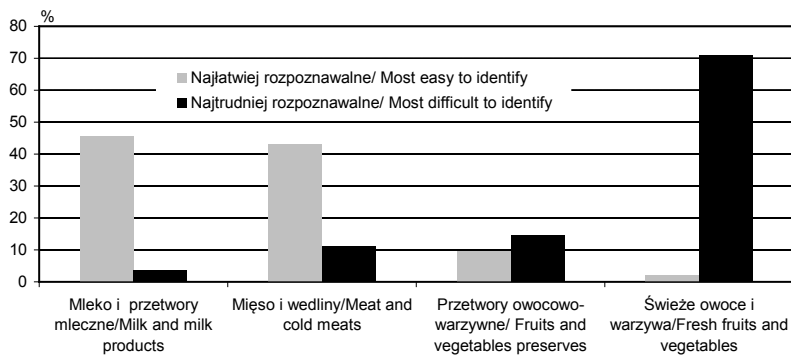 %
80
70
60
50
40
30
20
10
0
Najłatwiej rozpoznawalne/ Most easy to identify
Najtrudniej rozpoznawalne/ Most difficult to identify
Mleko i przetwory
mleczne/Milk and milk
products
Mięso i wedliny/Meat and
cold meats
Przetwory owocowo-
warzywne/ Fruits and
vegetables preserves
Świeże owoce i
warzywa/Fresh fruits and
vegetables